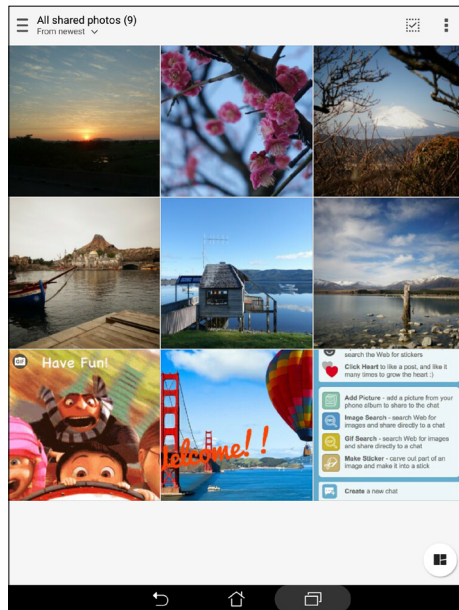 All shared photos (9)
From newest
GIF
Have Fun!
Welcome! !
search the Web for stickers
Click Heart to like a post, and like it
many times to grow the heart :)
Add Picture - add a picture from your
phone album to share to the chat
Image Search - search Web for
images and share directly to a chat
Gif Search - search Web for images
and share directly to a chat
Make Sticker - carve out part of an
image and make it into a stick
Create a new chat